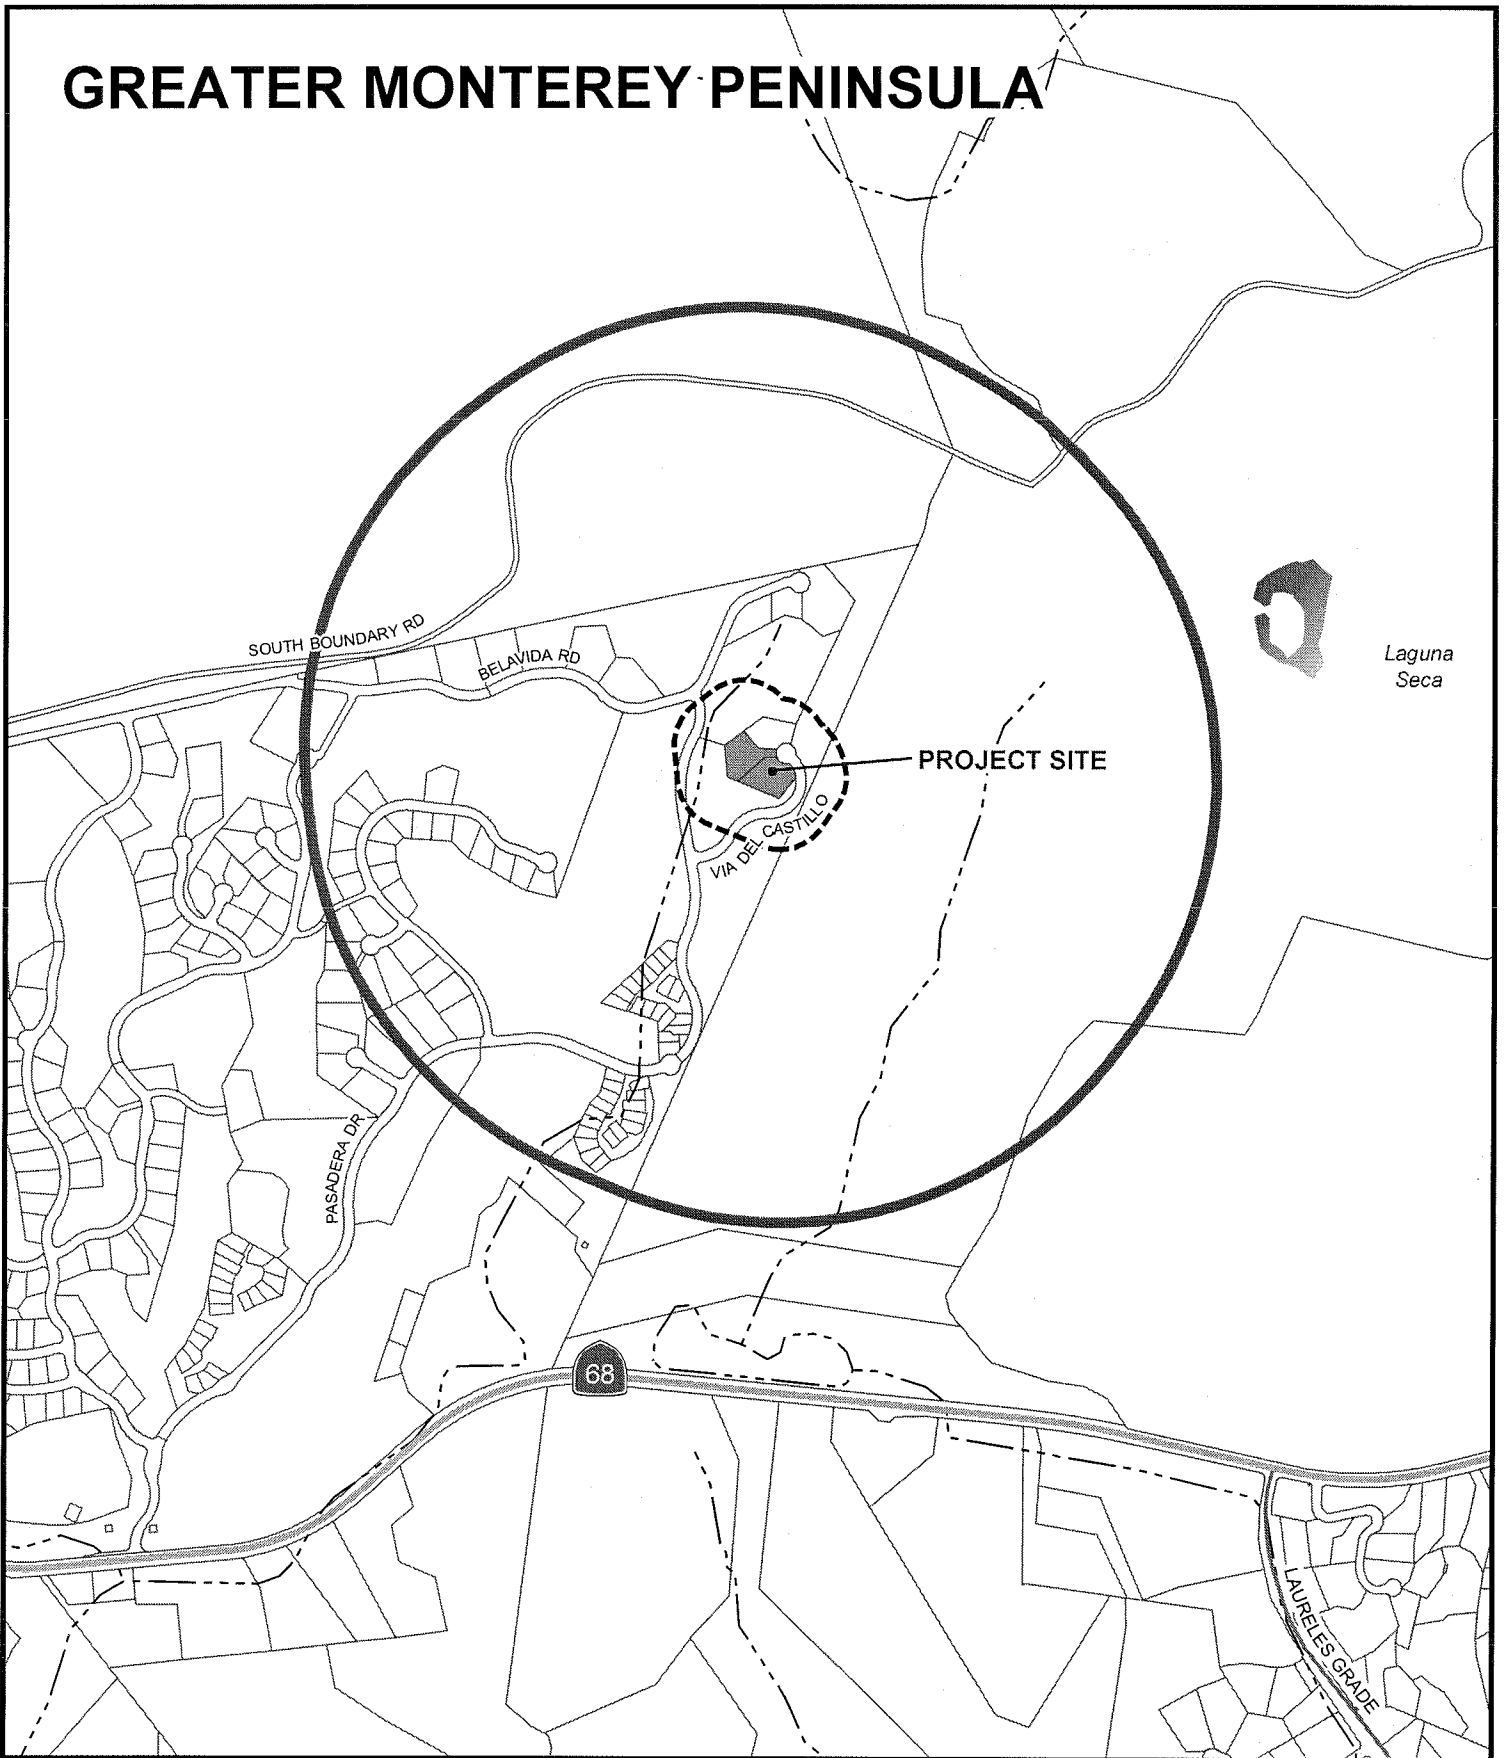 GREATER MONTEREY PENINSULA
SOUTH BOUNDARY RD
BELAVIDA RD
Laguna
Seca
PROJECT SITE
VIA DEL CASTILLO
PASADERA DR
68
LAURELES GRADE